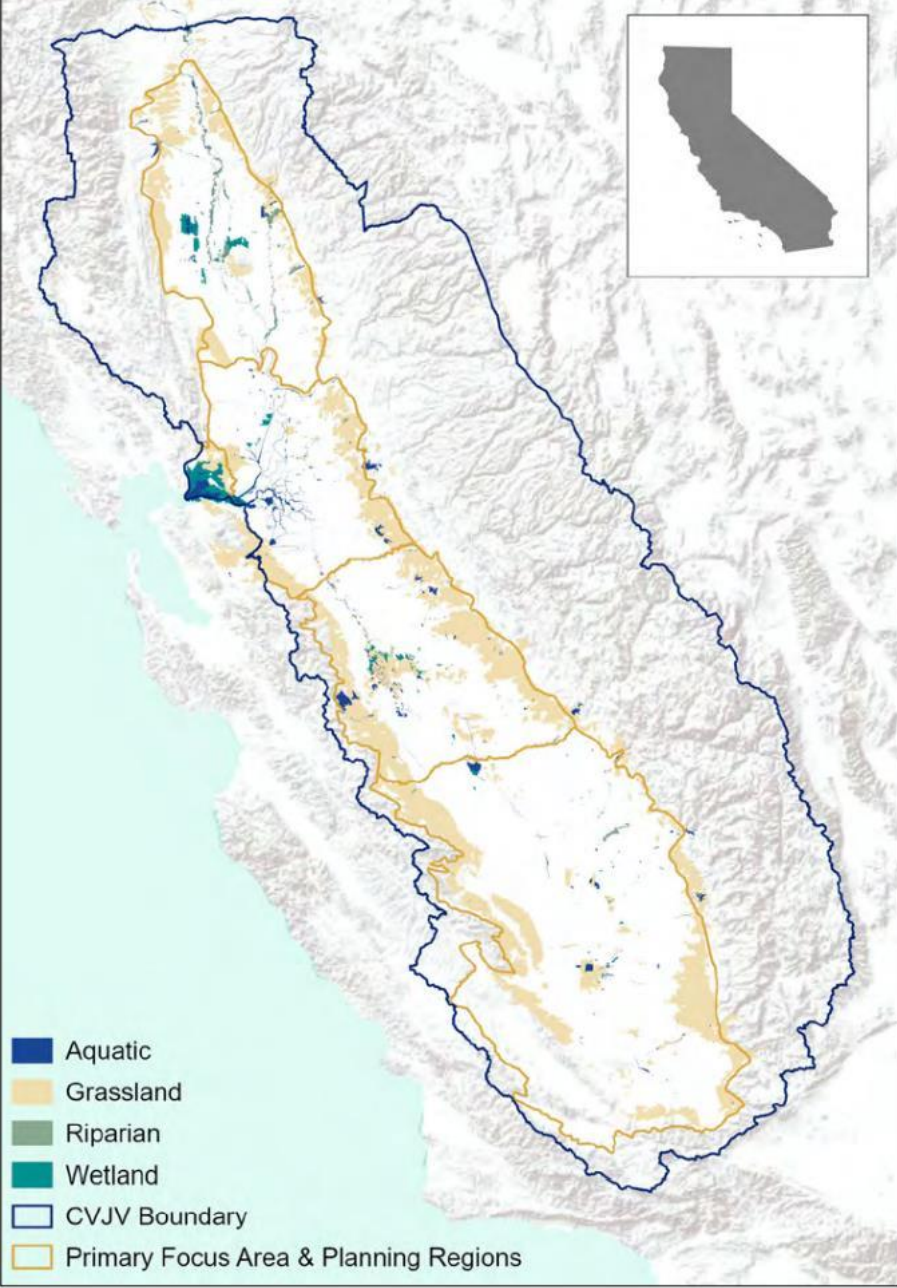 Aquatic
Grassland
Riparian
Wetland
CVJV Boundary
Primary Focus Area & Planning Regions